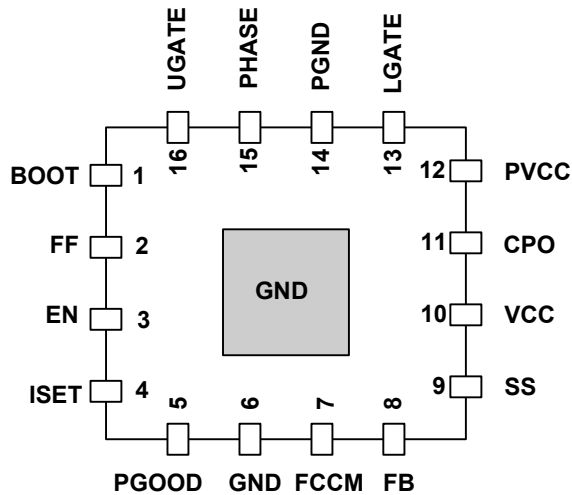 UGATE
PHASE
PGND
LGATE
16
15
14
13
BOOT 1
12 PVCC
FF 2
11 CPO
GND
EN 3
10 VCC
ISET 4
9 SS
5
6
7
8
PGOOD GND FCCM FB